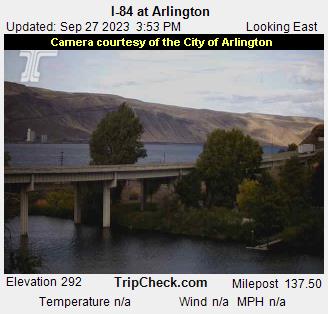 I-84 at Arlington
Updated: Sep 27 2023 3:53 PM Looking East
Camera courtesy of the City of Arlington
Elevation 292 TripCheck.com Milepost 137.50
Temperature n/a Wind n/a MPH n/a